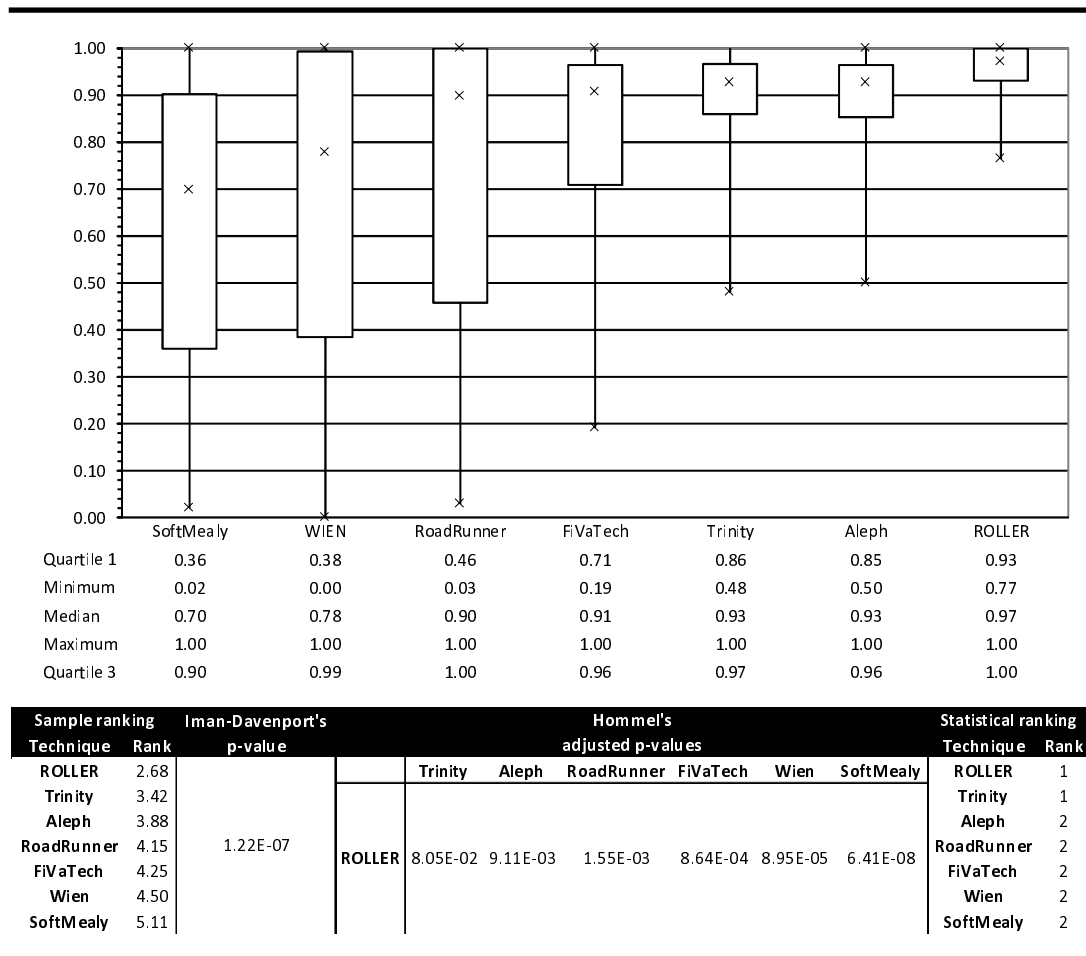 1.00
0.90
0.80
0.70
0.60
0.50
0.40
0.30
0.20
0.10
0.00
SoftMealy WIEN RoadRunner FiVaTech Trinity Aleph ROLLER
Quartile 1 0.36 0.38 0.46 0.71 0.86 0.85 0.93
Minimum 0.02 0.00 0.03 0.19 0.48 0.50 0.77
Median 0.70 0.78 0.90 0.91 0.93 0.93 0.97
Maximum 1.00 1.00 1.00 1.00 1.00 1.00 1.00
Quartile 3 0.90 0.99 1.00 0.96 0.97 0.96 1.00
Sample ranking Iman-Davenport's Hommel's Statistical ranking
Technique Rank p-value adjusted p-values Technique Rank
ROLLER 2.68 Trinity Aleph RoadRunner FiVaTech Wien SoftMealy ROLLER 1
Trinity 3.42 Trinity 1
Aleph 3.88 Aleph 2
RoadRunner 4.15 1.22E-07 ROLLER 8.05E-02 9.11E-03 1.55E-03 8.64E-04 8.95E-05 6.41E-08 RoadRunner 2
FiVaTech 4.25 FiVaTech 2
Wien 4.50 Wien 2
SoftMealy 5.11 SoftMealy 2